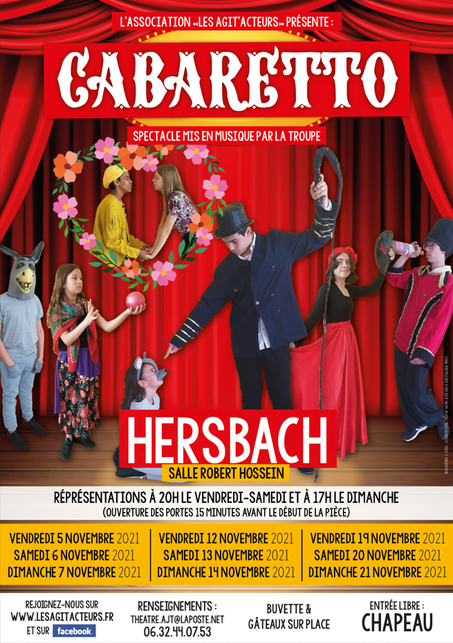 L'ASSOCIATION «LES AGIT'ACTEURS» PRÉSENTE :
CABARETTO
SPECTACLE MIS EN MUSIQUE PAR LA TROUPE
HERSBACH
SALLE ROBERT HOSSEIN
RÉPRÉSENTATIONS À 20H LE VENDREDI-SAMEDI ET À 17H LE DIMANCHE
(OUVERTURE DES PORTES 15 MINUTES AVANT LE DÉBUT DE LA PIÈCE)
VENDREDI 5 NOVEMBRE 2021
SAMEDI 6 NOVEMBRE 2021
DIMANCHE 7 NOVEMBRE 2021
VENDREDI 12 NOVEMBRE 2021
SAMEDI 13 NOVEMBRE 2021
DIMANCHE 14 NOVEMBRE 2021
VENDREDI 19 NOVEMBRE 2021
SAMEDI 20 NOVEMBRE 2021
DIMANCHE 21 NOVEMBRE 2021
REJOIGNEZ-NOUS SUR
WWW.LESAGITACTEURS.FR
ET SUR facebook
RENSEIGNEMENTS :
THEATRE.AJT@LAPOSTE.NET
06.32.44.07.53
BUVETTE &
GÂTEAUX SUR PLACE
ENTRÉE LIBRE :
CHAPEAU